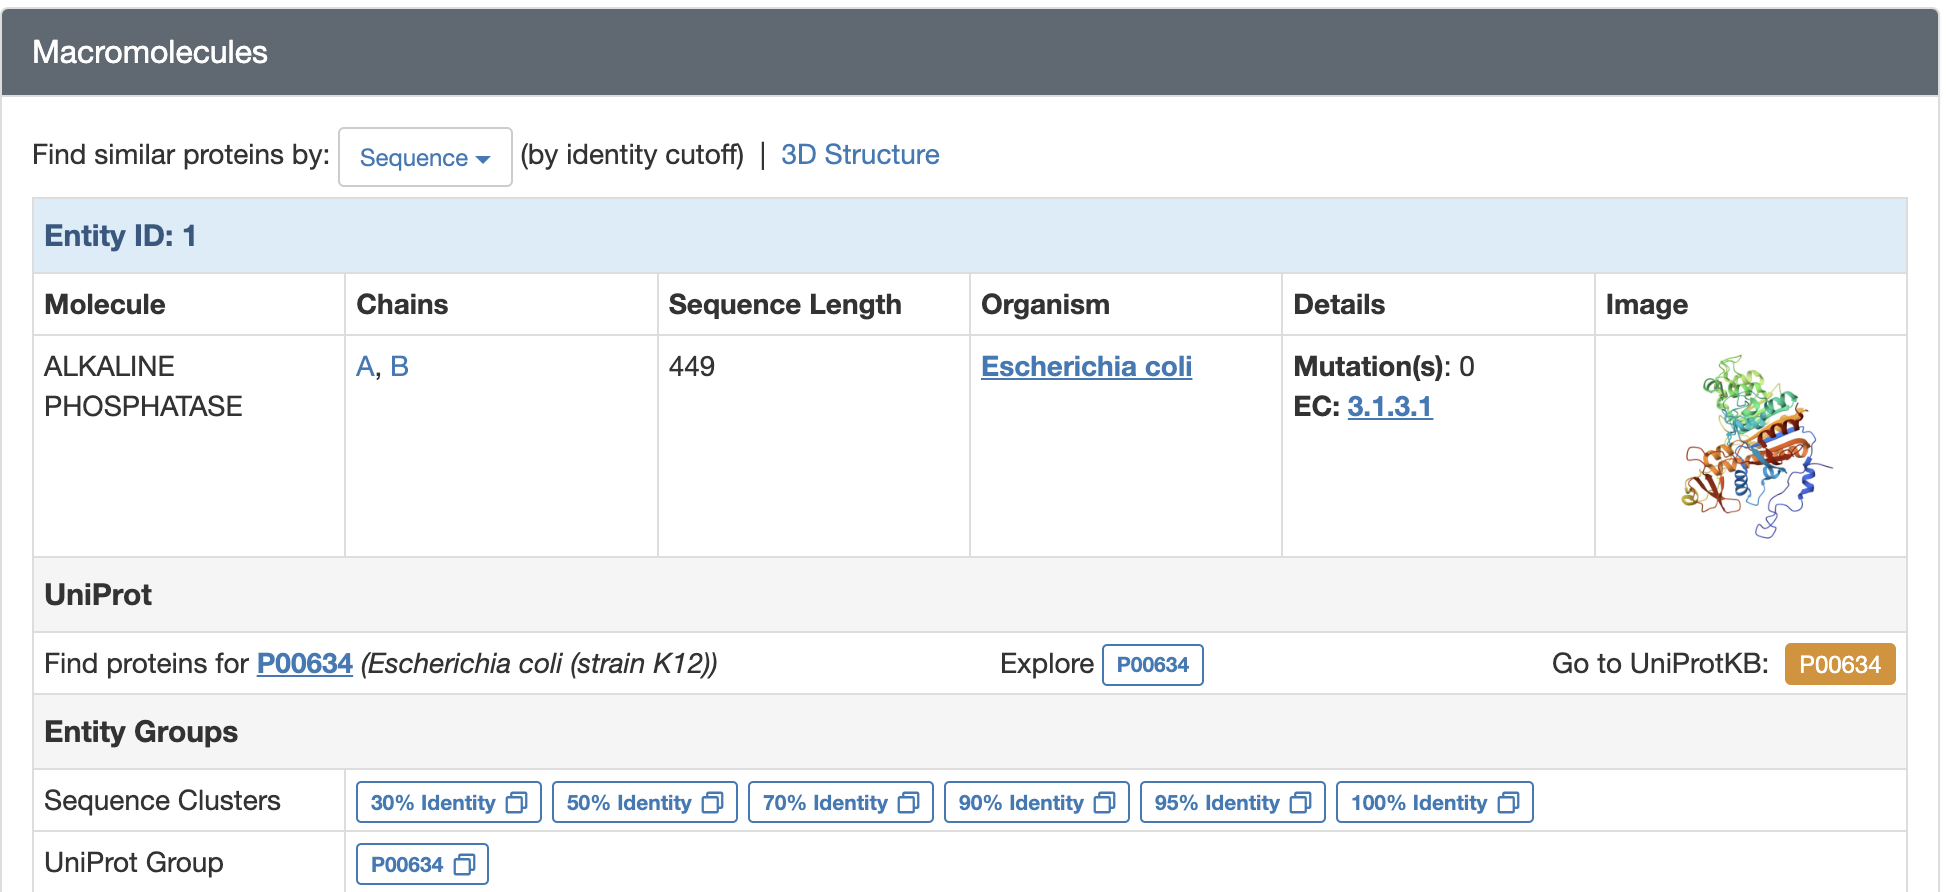 Macromolecules
Find similar proteins by: Sequence (by identity cutoff) | 3D Structure
Entity ID: 1
Molecule Chains Sequence Length Organism Details Image
ALKALINE PHOSPHATASE A, B 449 Escherichia coli Mutation(s): 0
EC: 3.1.3.1
UniProt
Find proteins for P00634 (Escherichia coli (strain K12)) Explore P00634 Go to UniProtKB: P00634
Entity Groups
Sequence Clusters 30% Identity 50% Identity 70% Identity 90% Identity 95% Identity 100% Identity
UniProt Group P00634